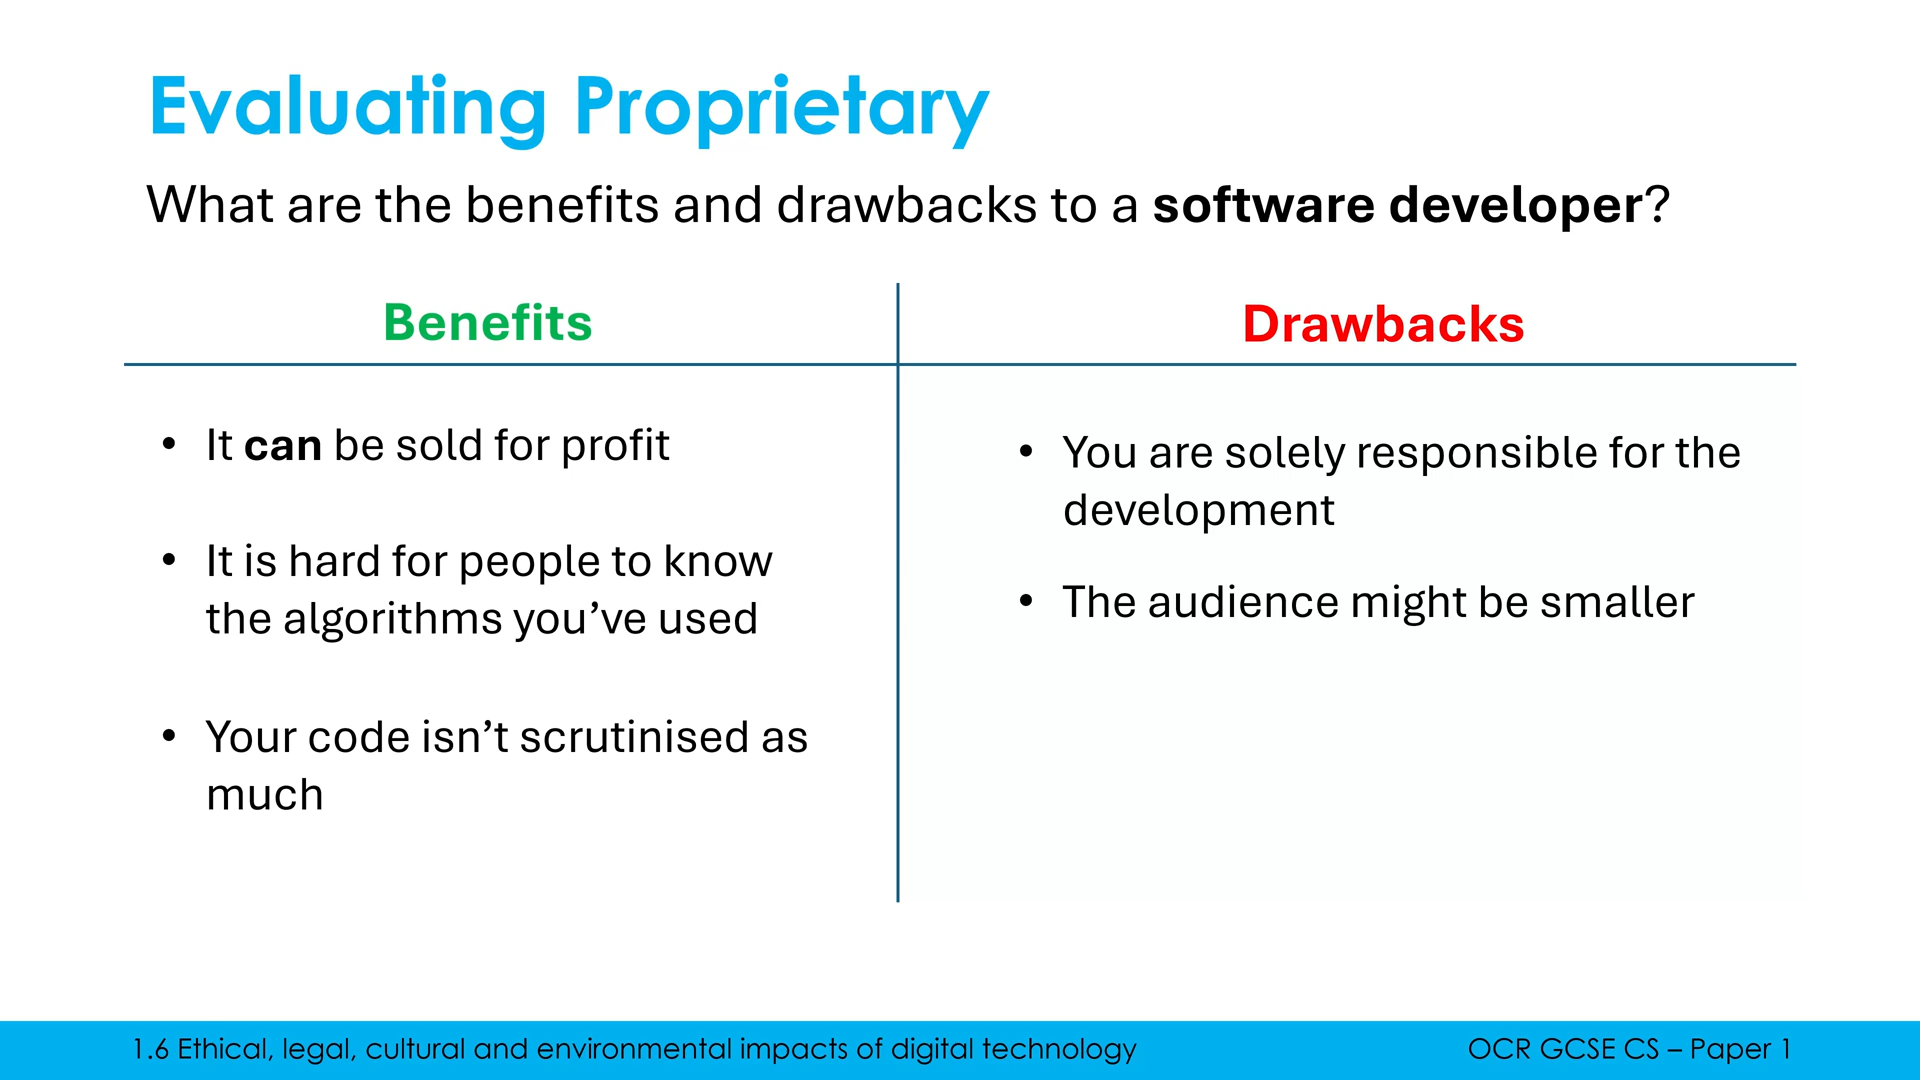 Evaluating Proprietary
What are the benefits and drawbacks to a software developer?
Benefits
• It can be sold for profit
• It is hard for people to know
the algorithms you’ve used
• Your code isn’t scrutinised as
much
Drawbacks
• You are solely responsible for the
development
• The audience might be smaller
1.6 Ethical, legal, cultural and environmental impacts of digital technology
OCR GCSE CS – Paper 1